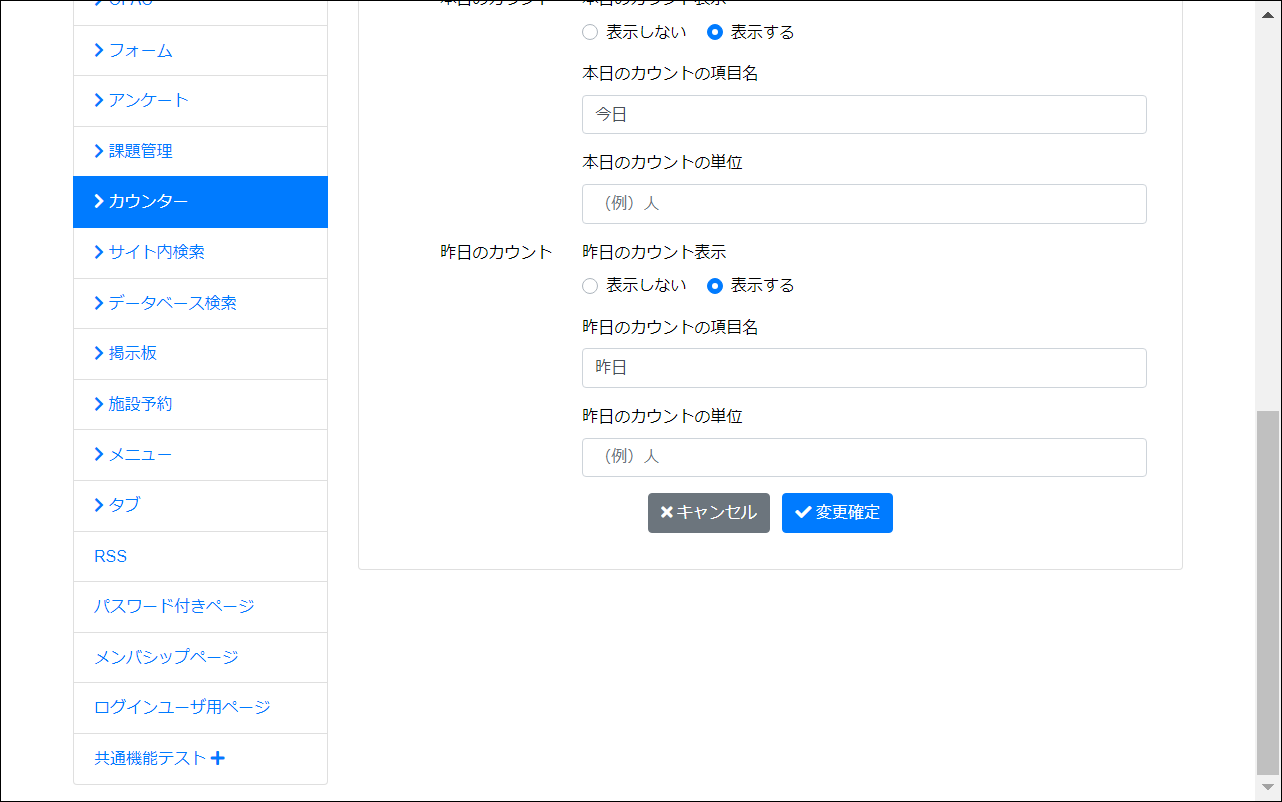 フォーム
アンケート
課題管理
カウンター
サイト内検索
データベース検索
掲示板
施設予約
メニュー
タブ
RSS
パスワード付きページ
メンバシップページ
ログインユーザ用ページ
共通機能テスト
表示しない 表示する
本日のカウントの項目名
今日
本日のカウントの単位
（例）人
昨日のカウント 昨日のカウント表示
表示しない 表示する
昨日のカウントの項目名
昨日
昨日のカウントの単位
（例）人
キャンセル 変更確定